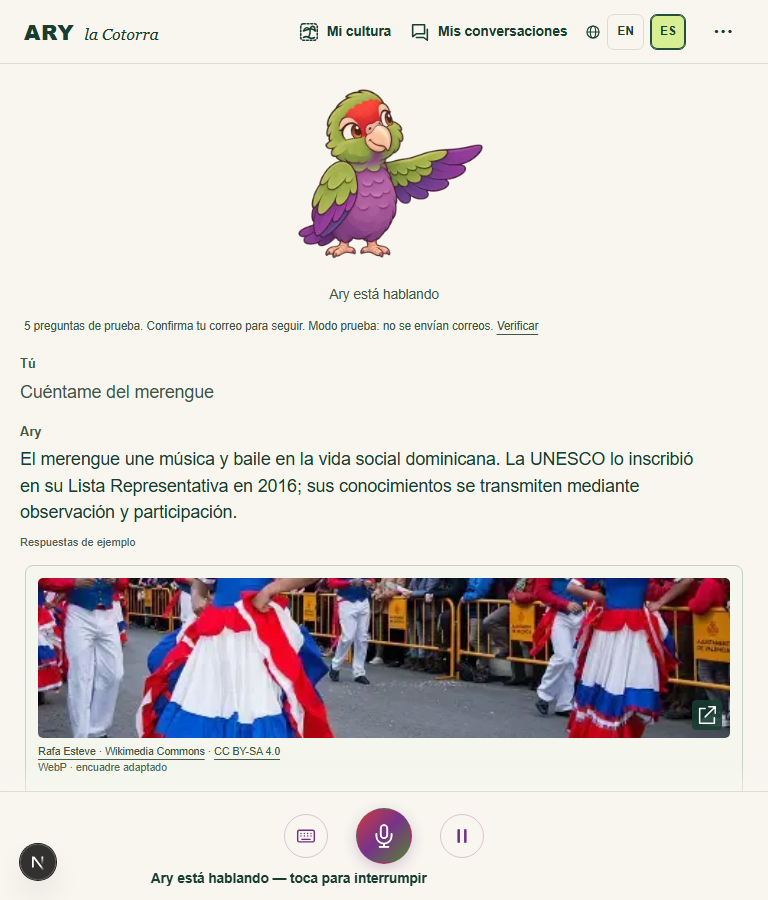 ARY la Cotorra
Mi cultura
Mis conversaciones
EN
ES
Ary está hablando
5 preguntas de prueba. Confirma tu correo para seguir. Modo prueba: no se envían correos. Verificar
Tú
Cuéntame del merengue
Ary
El merengue une música y baile en la vida social dominicana. La UNESCO lo inscribió
en su Lista Representativa en 2016; sus conocimientos se transmiten mediante
observación y participación.
Respuestas de ejemplo
Rafa Esteve · Wikimedia Commons · CC BY-SA 4.0
WebP · encuadre adaptado
N
Ary está hablando — toca para interrumpir